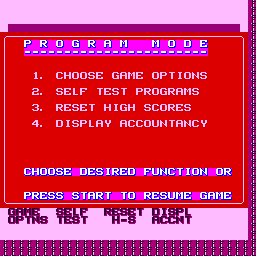 PROGRAM MODE
1. CHOOSE GAME OPTIONS
2. SELF TEST PROGRAMS
3. RESET HIGH SCORES
4. DISPLAY ACCOUNTANCY
CHOOSE DESIRED FUNCTION OR
PRESS START TO RESUME GAME
GAME SELF RESET DISPL
OPTNS TEST H-S ACCNT